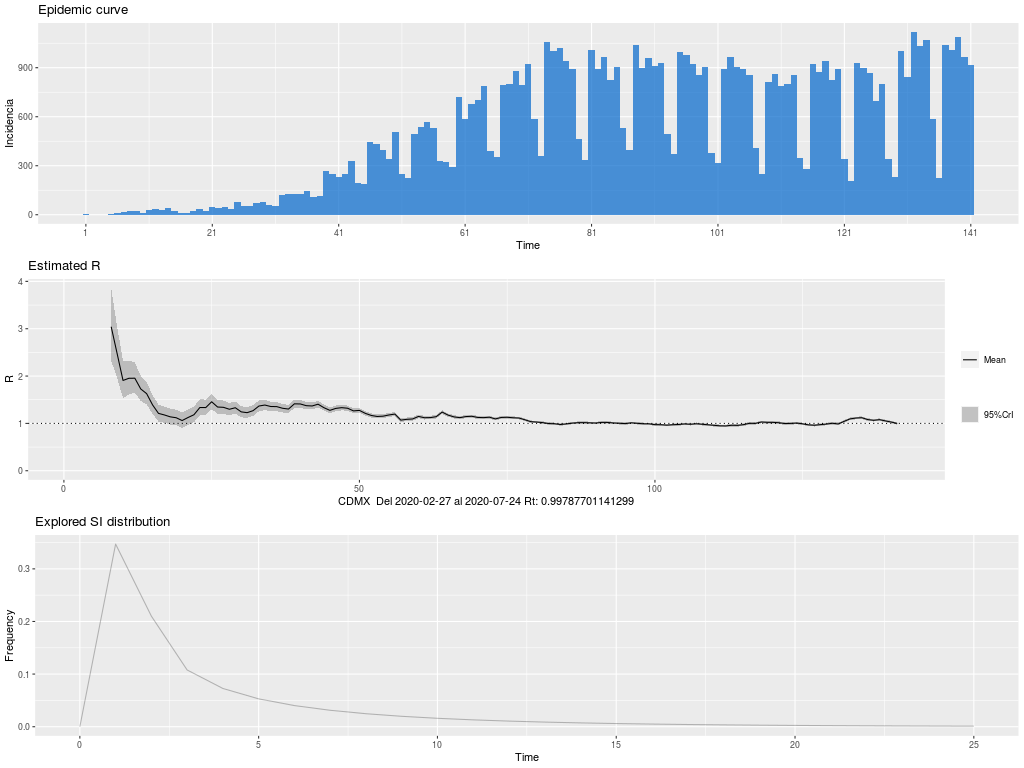 Epidemic curve
Incidencia
900
600
300
0
1 21 41 61 81 101 121 141
Time
Estimated R
R
4
3
2
1
0
0 50 100
Mean
95%CrI
CDMX Del 2020-02-27 al 2020-07-24 Rt: 0.99787701141299
Explored SI distribution
Frequency
0.3
0.2
0.1
0.0
0 5 10 15 20 25
Time